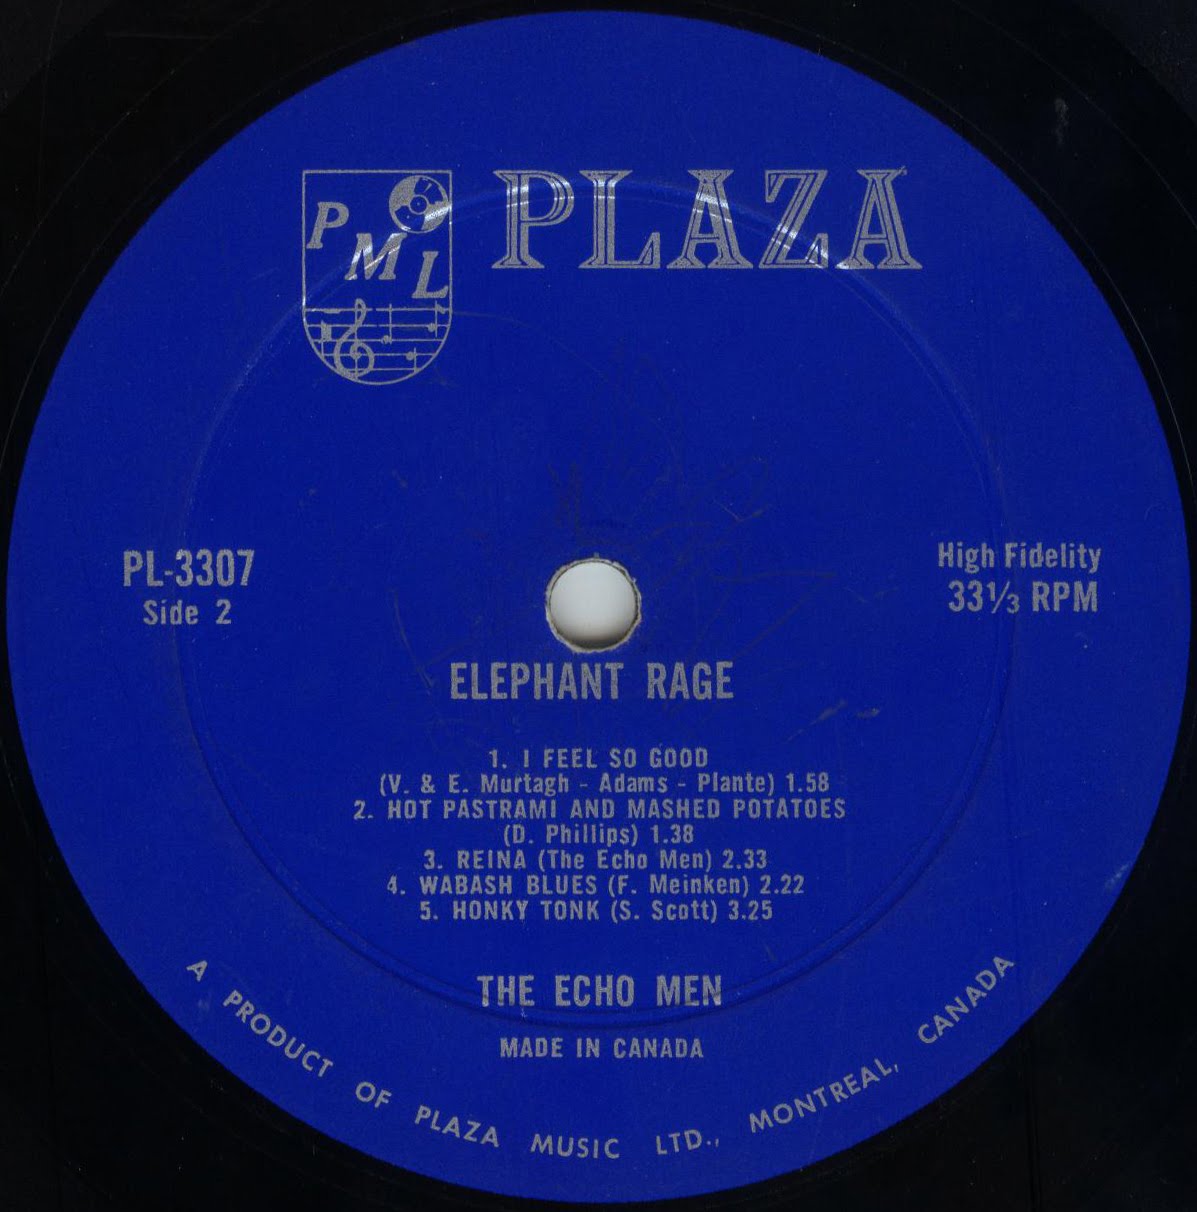 PML
PLAZA
PL-3307
Side 2
High Fidelity
33⅓ RPM
ELEPHANT RAGE
1. I FEEL SO GOOD
(V. & E. Murtagh - Adams - Plante) 1.58
2. HOT PASTRAMI AND MASHED POTATOES
(D. Phillips) 1.38
3. REINA (The Echo Men) 2.33
4. WABASH BLUES (F. Meinken) 2.22
5. HONKY TONK (S. Scott) 3.25
THE ECHO MEN
MADE IN CANADA
A PRODUCT OF PLAZA MUSIC LTD., MONTREAL, CANADA